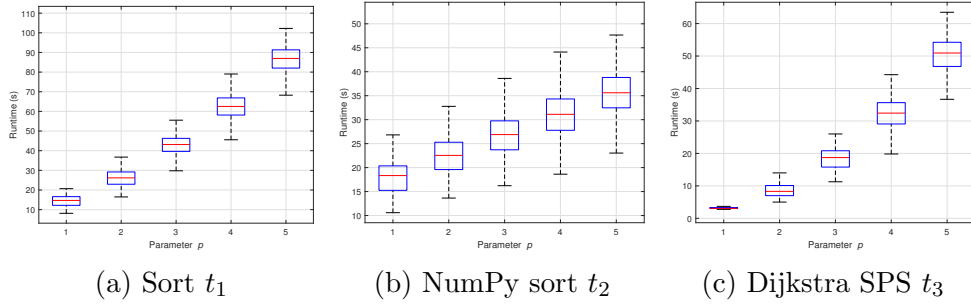 110
100
90
80
70
60
50
40
30
20
10
Runtime (s)
1 2 3 4 5
Parameter p
(a) Sort t1
50
45
40
35
30
25
20
15
10
Runtime (s)
1 2 3 4 5
Parameter p
(b) NumPy sort t2
60
50
40
30
20
10
0
Runtime (s)
1 2 3 4 5
Parameter p
(c) Dijkstra SPS t3